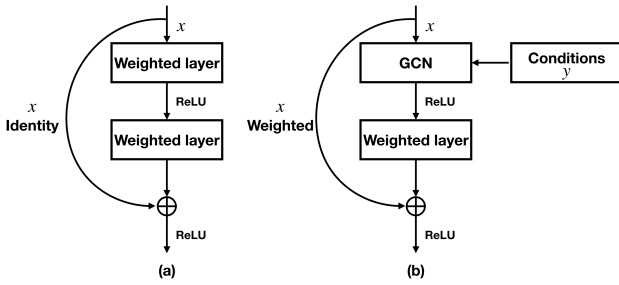 x
Weighted layer
ReLU
x
Identity
Weighted layer
ReLU
(a)
x
GCN
Conditions
y
ReLU
x
Weighted
Weighted layer
ReLU
(b)